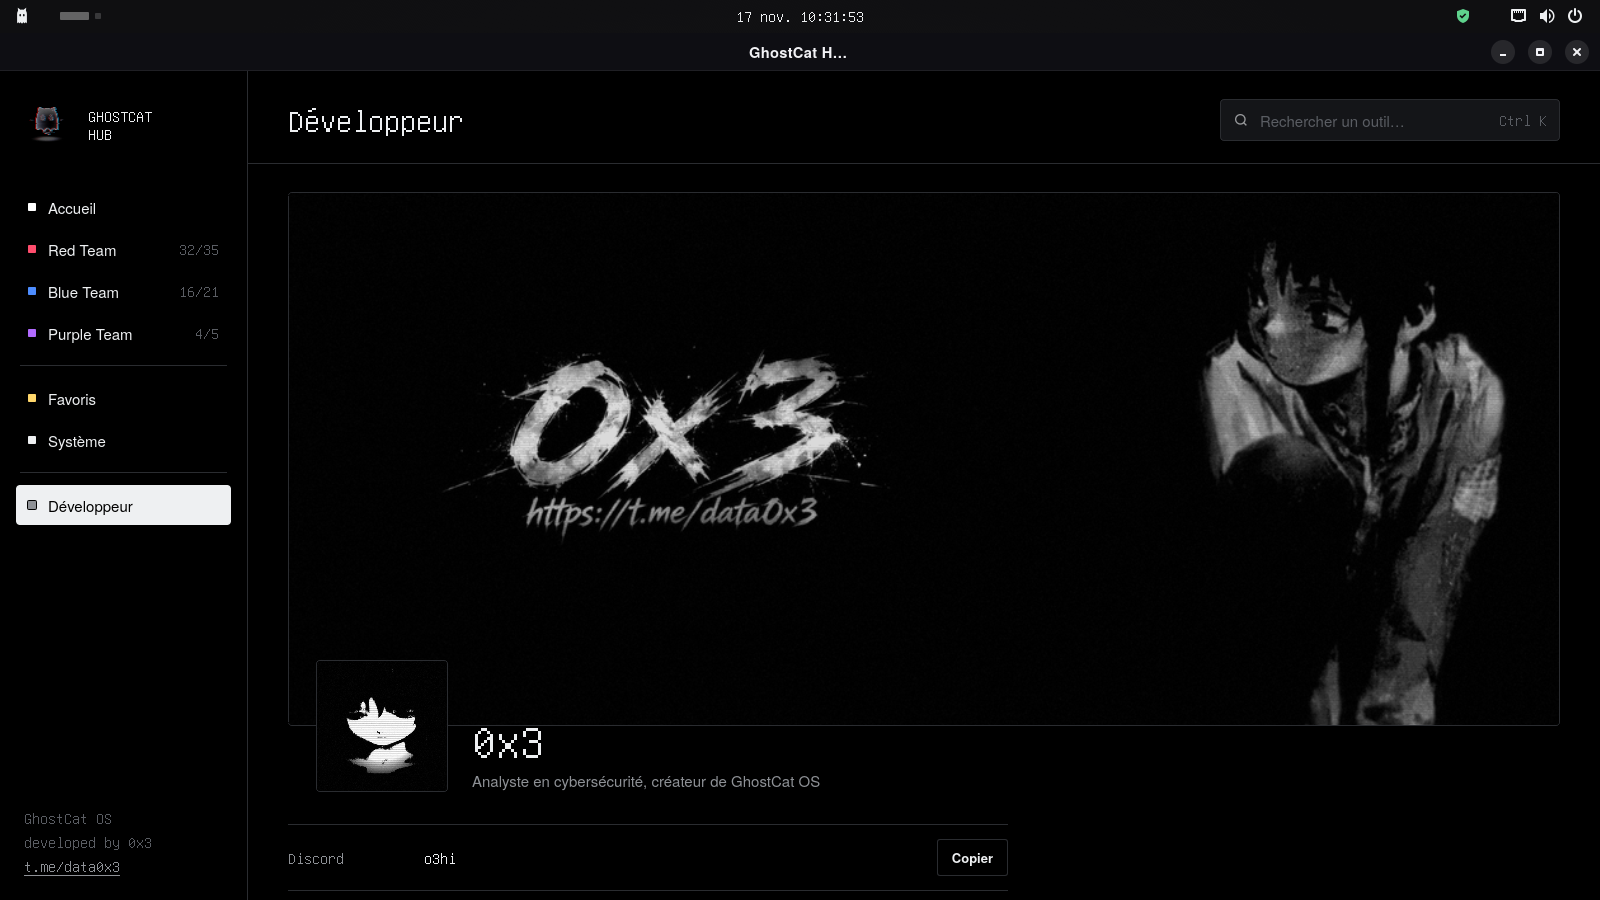 17 nov. 10:31:53
GhostCat H...
GHOSTCAT
HUB
Développeur
Rechercher un outil...
Ctrl K
Accueil
Red Team 32/35
Blue Team 16/21
Purple Team 4/5
Favoris
Système
Développeur
0x3
https://t.me/data0x3
0x3
Analyste en cybersécurité, créateur de GhostCat OS
Discord o3hi Copier
GhostCat OS
developed by 0x3
t.me/data0x3